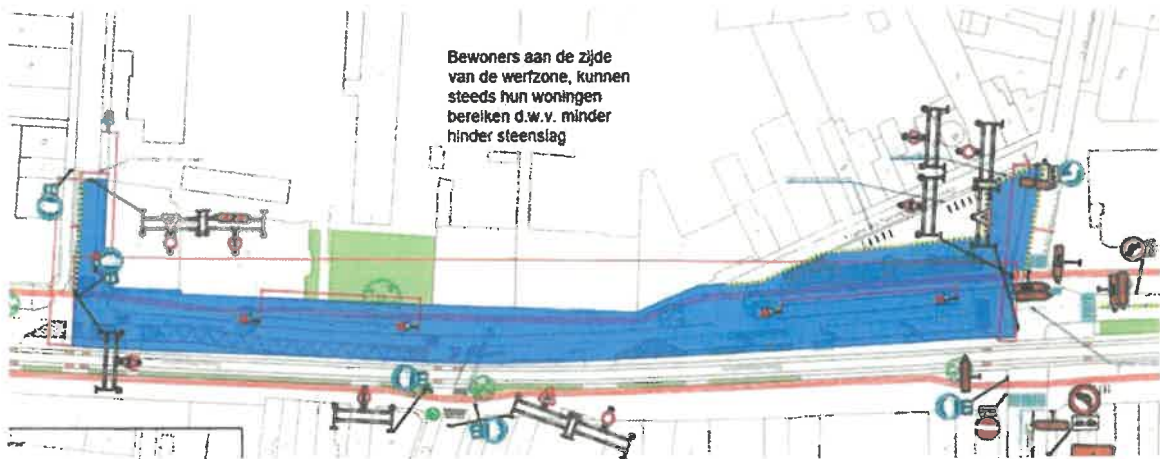 Bewoners aan de zijde
van de werfzone, kunnen
steeds hun woningen
bereiken d.w.v. minder
hinder steenslag